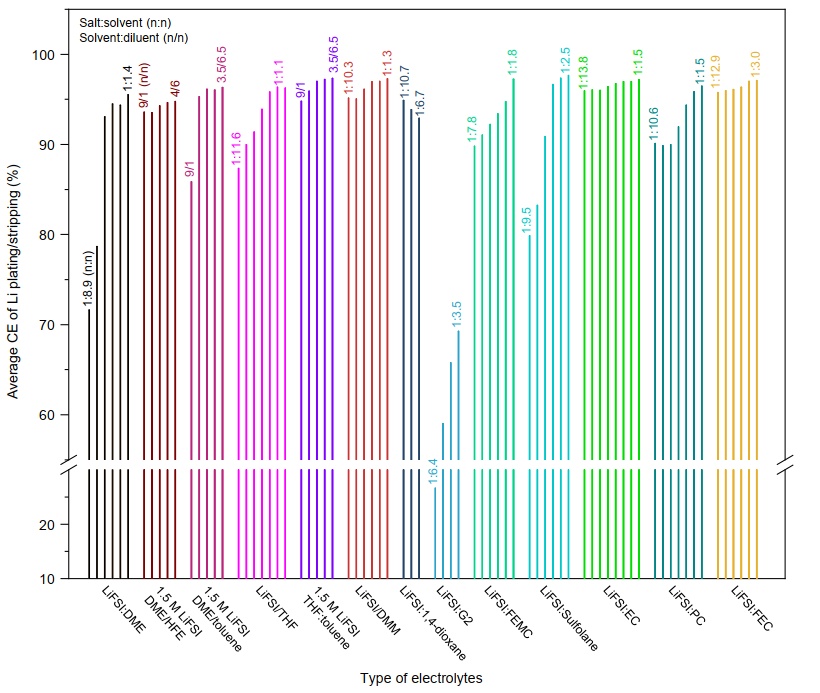 Salt:solvent (n:n)
Solvent:diluent (n/n)
Average CE of Li plating/stripping (%)
100
90
80
70
60
20
10
1:8.9 (n:n)
1:1.4
9/1 (n/n)
4/6
9/1
3.5/6.5
1:11.6
1:1.1
9/1
3.5/6.5
1:10.3
1:1.3
1:10.7
1:6.7
1:6.4
1:3.5
1:7.8
1:1.8
1:9.5
1:2.5
1:13.8
1:1.5
1:10.6
1:1.5
1:12.9
1:3.0
LiFSI:DME
1.5 M LiFSI
DME/HFE
1.5 M LiFSI
DME/toluene
LiFSI/THF
1.5 M LiFSI
THF:toluene
LiFSI/DMM
LiFSI:1,4-dioxane
LiFSI:G2
LiFSI:FEMC
LiFSI:Sulfolane
LiFSI:EC
LiFSI:PC
LiFSI:FEC
Type of electrolytes